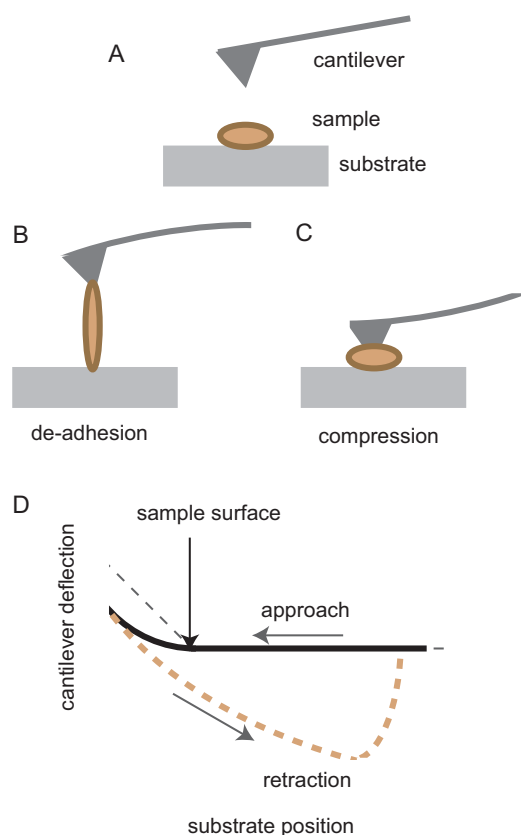 A
cantilever
sample
substrate
B
C
de-adhesion
compression
D
sample surface
cantilever deflection
approach
retraction
substrate position